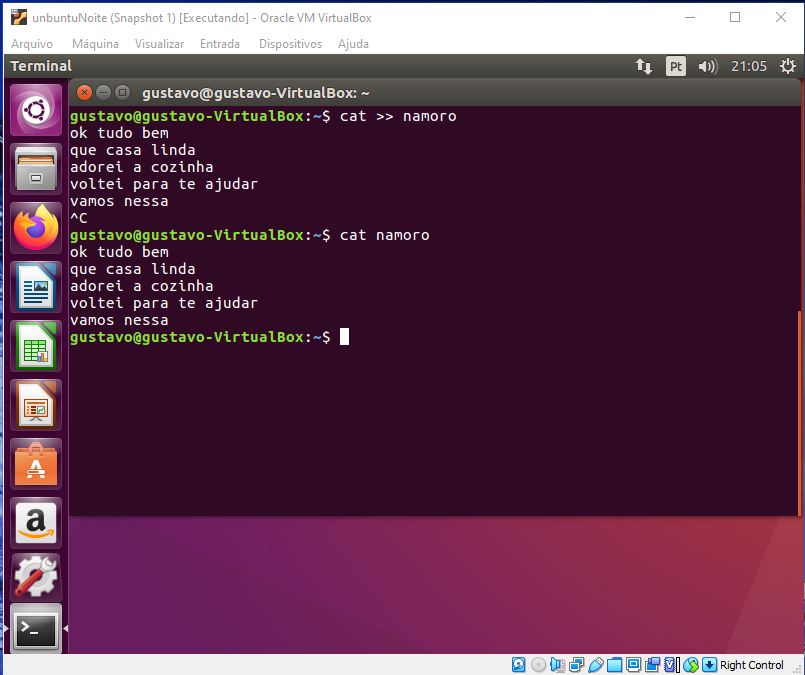 unbuntuNoite (Snapshot 1) [Executando] - Oracle VM VirtualBox
Arquivo Máquina Visualizar Entrada Dispositivos Ajuda
Terminal Pt 21:05
gustavo@gustavo-VirtualBox: ~
gustavo@gustavo-VirtualBox:~$ cat >> namoro
ok tudo bem
que casa linda
adorei a cozinha
voltei para te ajudar
vamos nessa
^C
gustavo@gustavo-VirtualBox:~$ cat namoro
ok tudo bem
que casa linda
adorei a cozinha
voltei para te ajudar
vamos nessa
gustavo@gustavo-VirtualBox:~$
Right Control